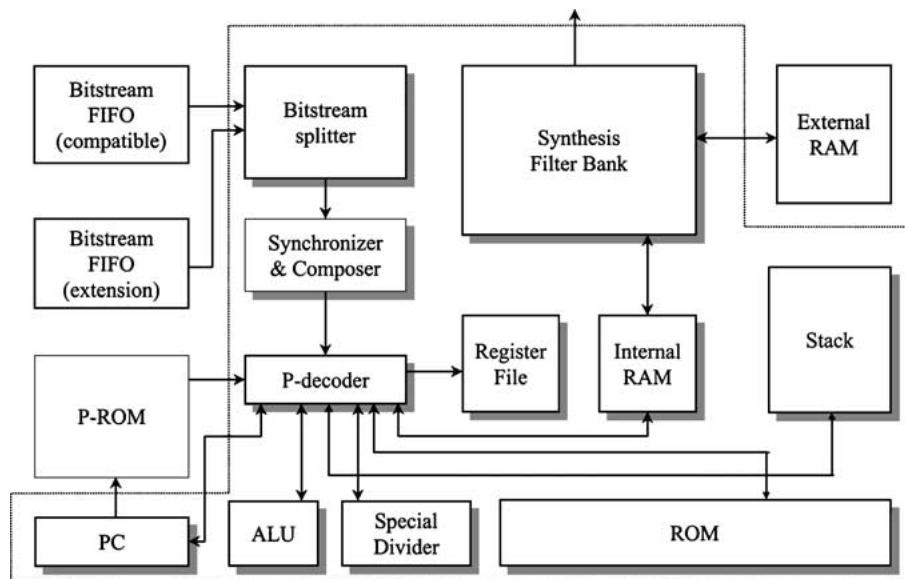 Bitstream
FIFO
(compatible)
Bitstream
splitter
Synthesis
Filter Bank
External
RAM
Bitstream
FIFO
(extension)
Synchronizer
& Composer
P-ROM
P-decoder
Register
File
Internal
RAM
Stack
PC
ALU
Special
Divider
ROM